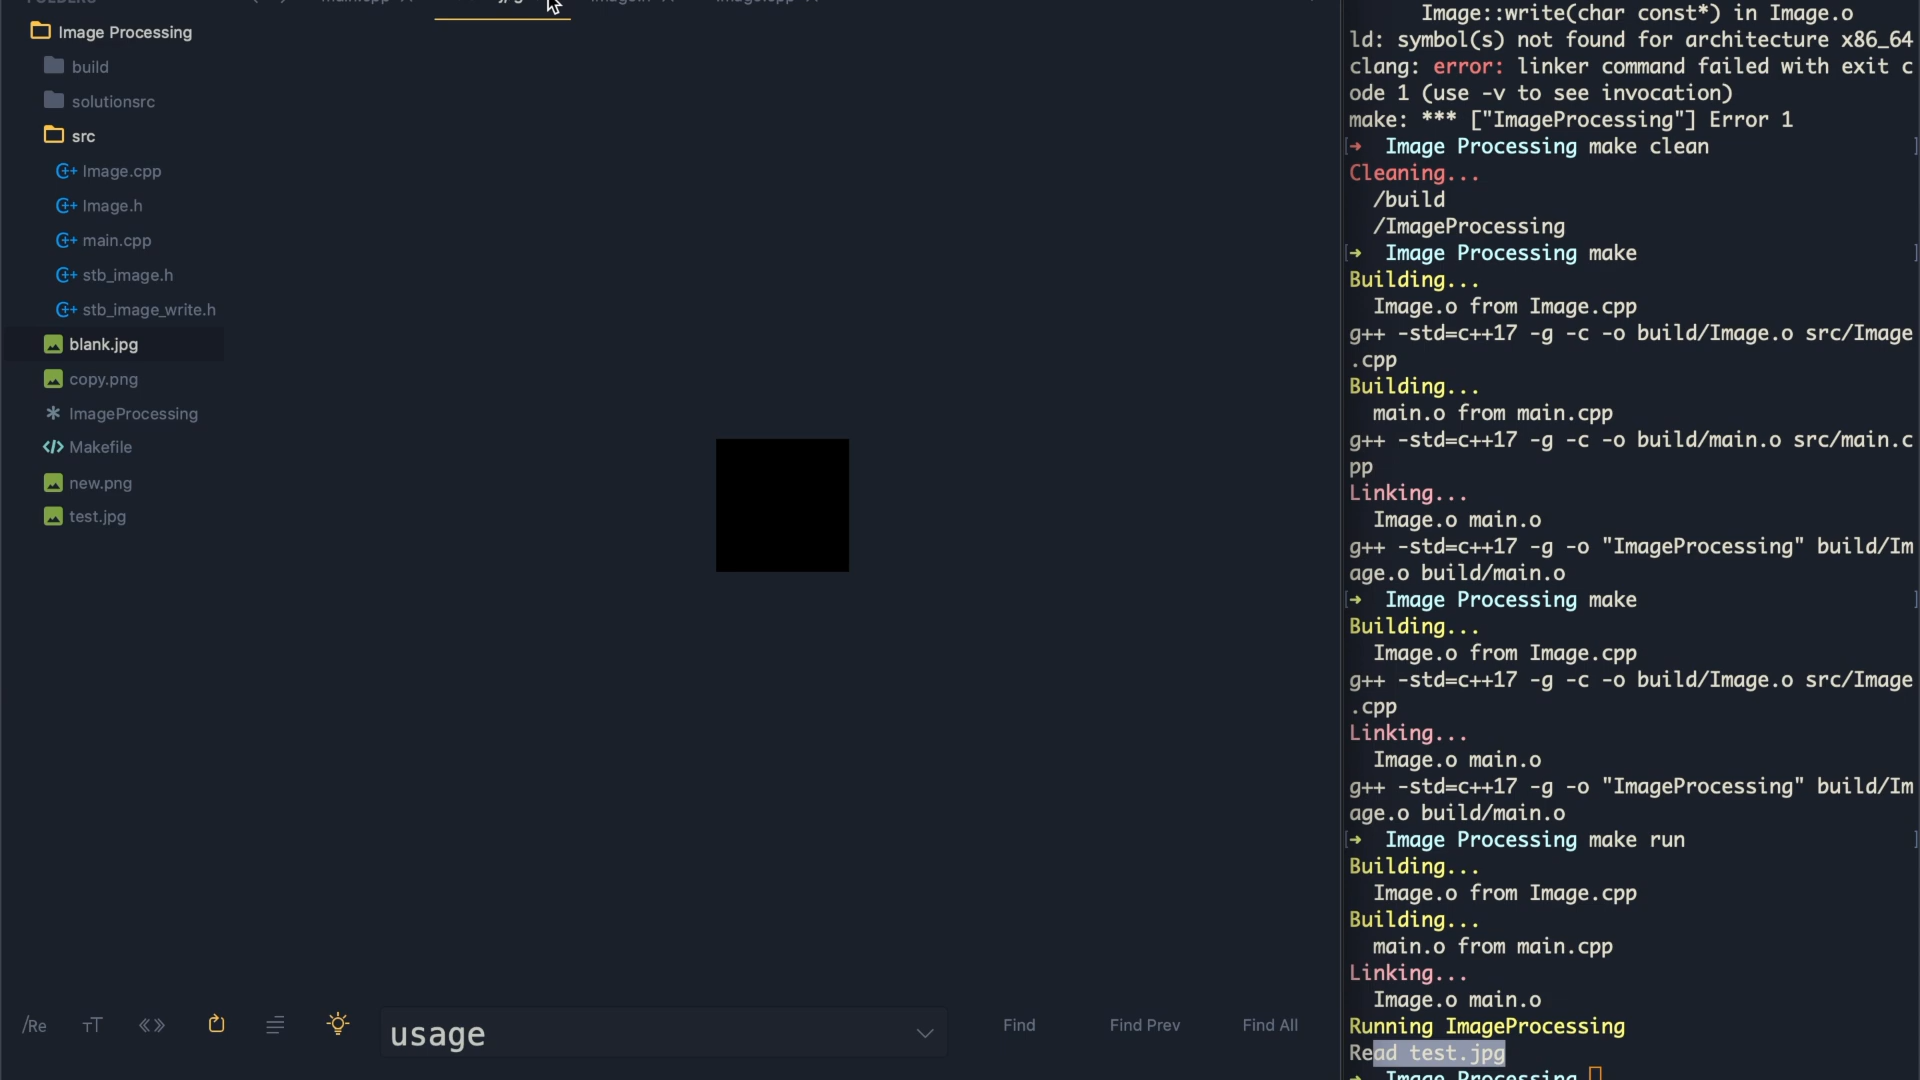 Image Processing
build
solutionsrc
src
Image.cpp
Image.h
main.cpp
stb_image.h
stb_image_write.h
blank.jpg
copy.png
ImageProcessing
Makefile
new.png
test.jpg
/Re
usage
Find
Find Prev
Find All
Image::write(char const*) in Image.o
ld: symbol(s) not found for architecture x86_64
clang: error: linker command failed with exit c
ode 1 (use -v to see invocation)
make: *** ["ImageProcessing"] Error 1
[➜ Image Processing make clean ]
Cleaning...
/build
/ImageProcessing
[➜ Image Processing make ]
Building...
Image.o from Image.cpp
g++ -std=c++17 -g -c -o build/Image.o src/Image
.cpp
Building...
main.o from main.cpp
g++ -std=c++17 -g -c -o build/main.o src/main.c
pp
Linking...
Image.o main.o
g++ -std=c++17 -g -o "ImageProcessing" build/Im
age.o build/main.o
[➜ Image Processing make ]
Building...
Image.o from Image.cpp
g++ -std=c++17 -g -c -o build/Image.o src/Image
.cpp
Linking...
Image.o main.o
g++ -std=c++17 -g -o "ImageProcessing" build/Im
age.o build/main.o
[➜ Image Processing make run ]
Building...
Image.o from Image.cpp
Building...
main.o from main.cpp
Linking...
Image.o main.o
Running ImageProcessing
Read test.jpg
➜ Image Processing